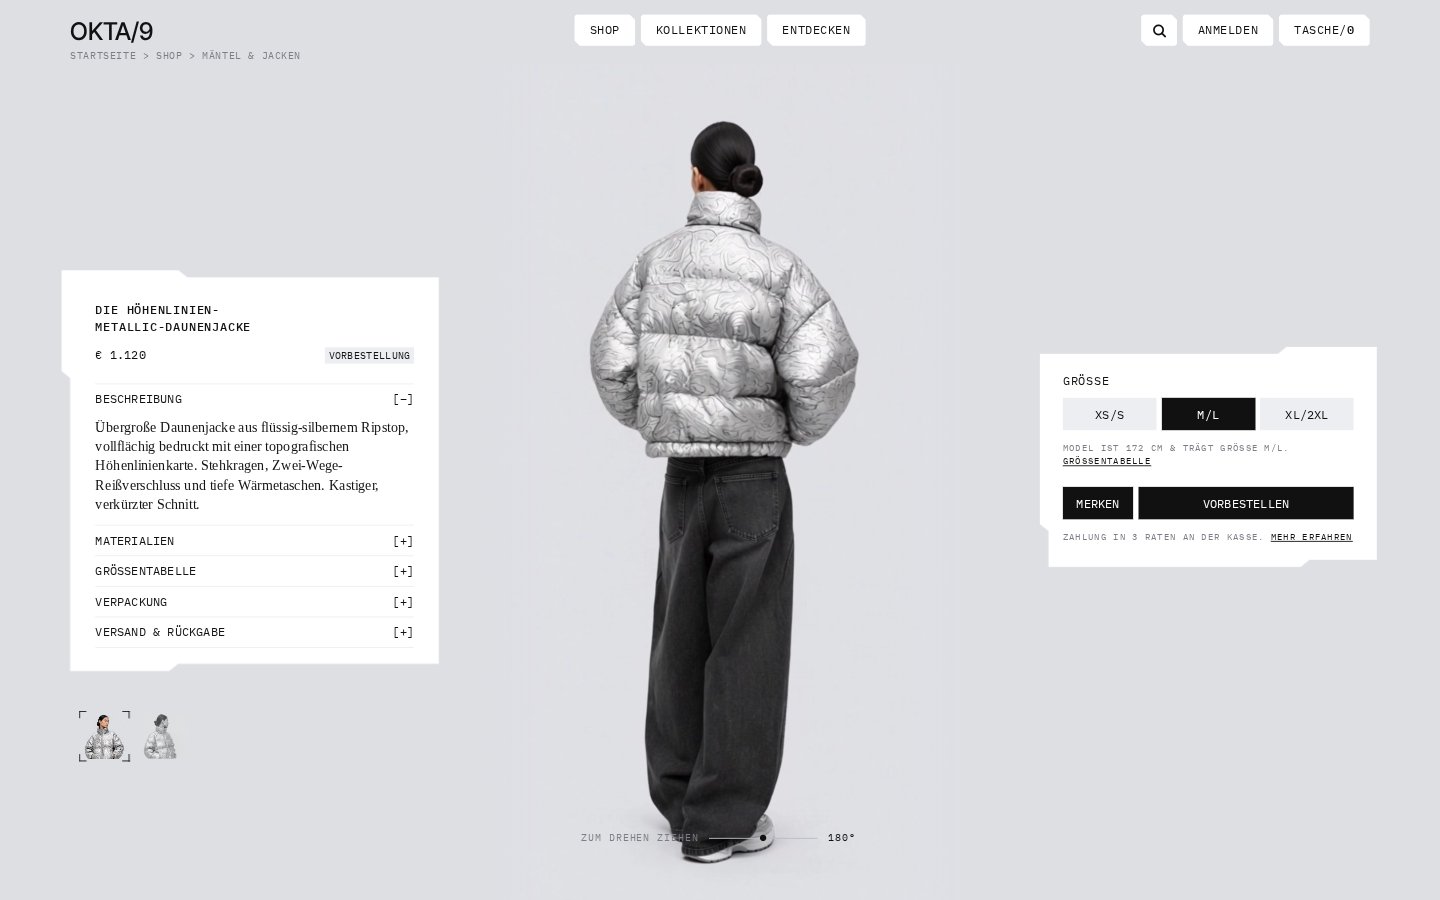 OKTA/9
SHOP
KOLLEKTIONEN
ENTDECKEN
ANMELDEN
TASCHE/0
STARTSEITE > SHOP > MÄNTEL & JACKEN
DIE HÖHENLINIEN-
METALLIC-DAUNENJACKE
€ 1.120
VORBESTELLUNG
BESCHREIBUNG [−]
Übergroße Daunenjacke aus flüssig-silbernem Ripstop,
vollflächig bedruckt mit einer topografischen
Höhenlinienkarte. Stehkragen, Zwei-Wege-
Reißverschluss und tiefe Wärmetaschen. Kastiger,
verkürzter Schnitt.
MATERIALIEN [+]
GRÖSSENTABELLE [+]
VERPACKUNG [+]
VERSAND & RÜCKGABE [+]
GRÖSSE
XS/S
M/L
XL/2XL
MODEL IST 172 CM & TRÄGT GRÖSSE M/L.
GRÖSSENTABELLE
MERKEN
VORBESTELLEN
ZAHLUNG IN 3 RATEN AN DER KASSE. MEHR ERFAHREN
ZUM DREHEN ZIEHEN
180°